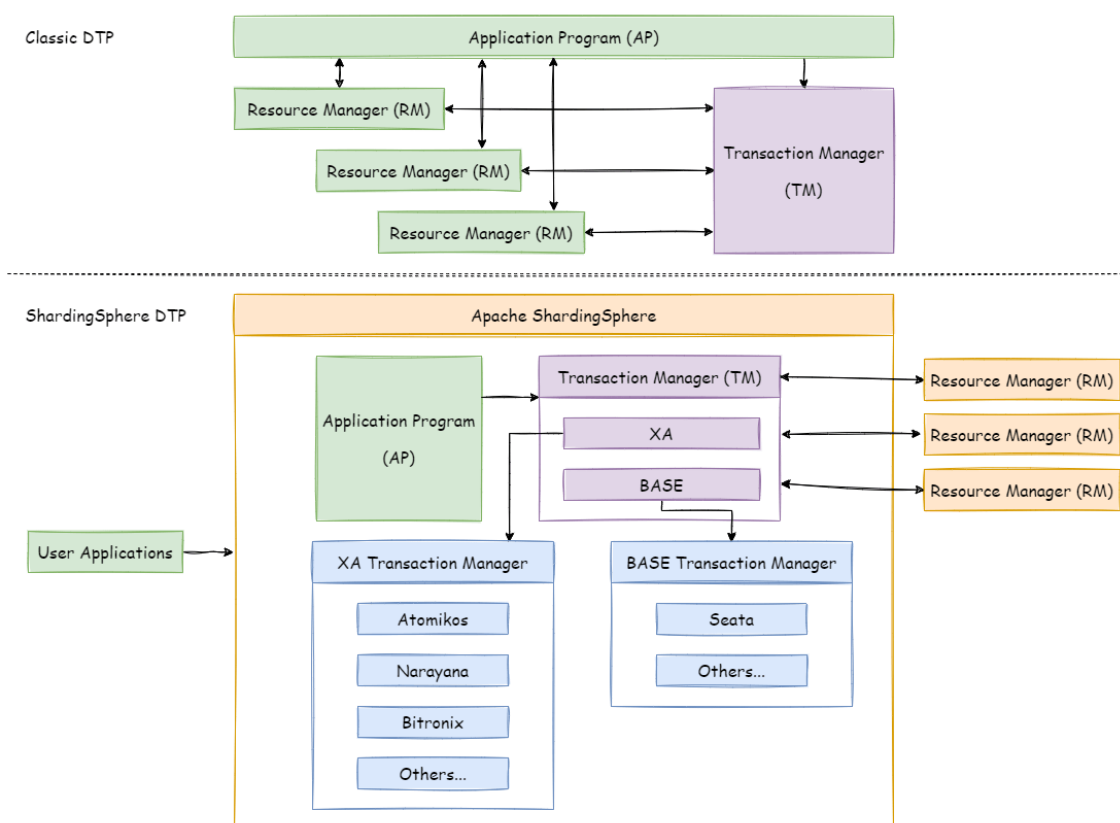 Classic DTP
Application Program (AP)
Resource Manager (RM)
Resource Manager (RM)
Resource Manager (RM)
Transaction Manager
(TM)
ShardingSphere DTP
Apache ShardingSphere
Application Program
(AP)
Transaction Manager (TM)
XA
BASE
Resource Manager (RM)
Resource Manager (RM)
Resource Manager (RM)
User Applications
XA Transaction Manager
Atomikos
Narayana
Bitronix
Others...
BASE Transaction Manager
Seata
Others...